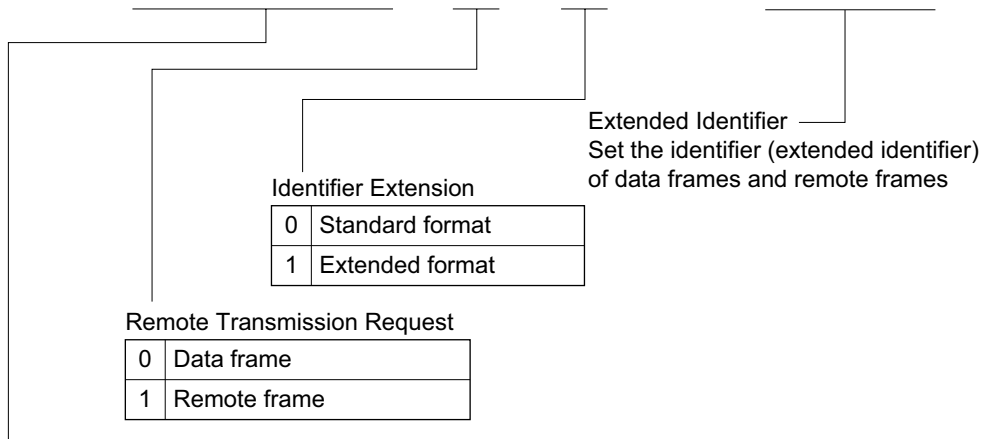 Extended Identifier
Set the identifier (extended identifier)
of data frames and remote frames
Identifier Extension
0 Standard format
1 Extended format
Remote Transmission Request
0 Data frame
1 Remote frame